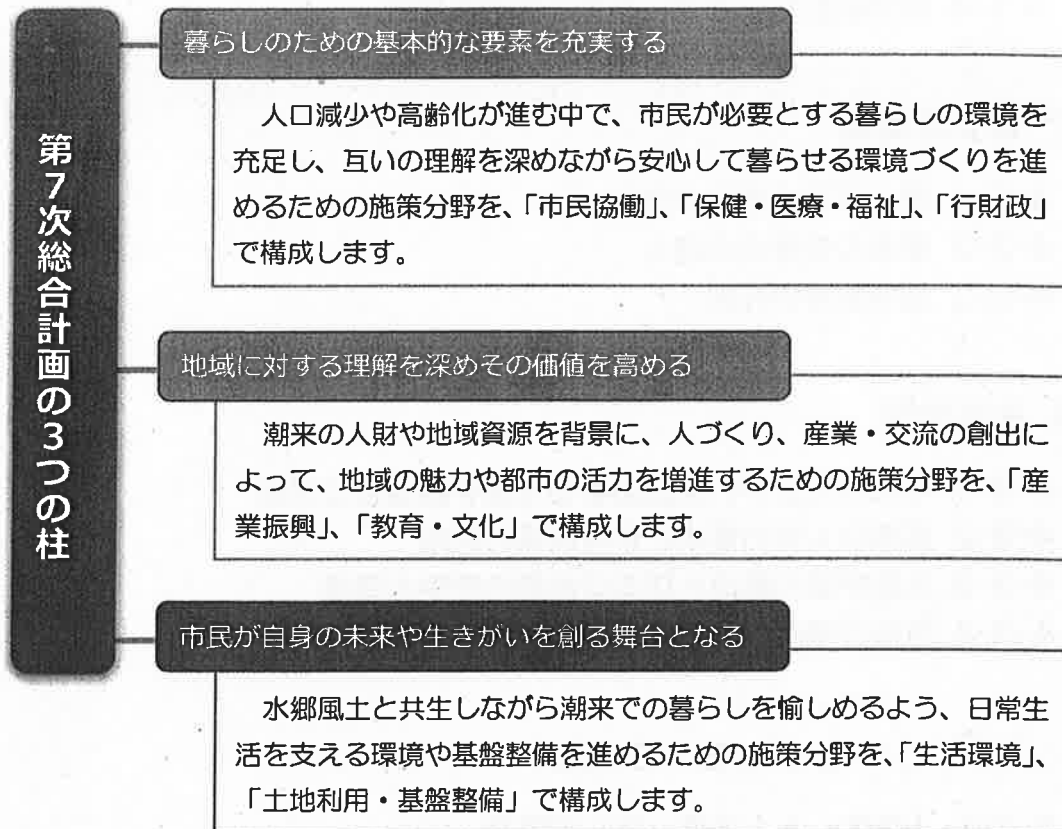 第7次総合計画の3つの柱
暮らしのための基本的な要素を充実する
人口減少や高齢化が進む中で、市民が必要とする暮らしの環境を
充足し、互いの理解を深めながら安心して暮らせる環境づくりを進
めるための施策分野を、「市民協働」、「保健・医療・福祉」、「行財政」
で構成します。
地域に対する理解を深めその価値を高める
潮来の人財や地域資源を背景に、人づくり、産業・交流の創出に
よって、地域の魅力や都市の活力を増進するための施策分野を、「産
業振興」、「教育・文化」で構成します。
市民が自身の未来や生きがいを創る舞台となる
水郷風土と共生しながら潮来での暮らしを愉しめるよう、日常生
活を支える環境や基盤整備を進めるための施策分野を、「生活環境」、
「土地利用・基盤整備」で構成します。